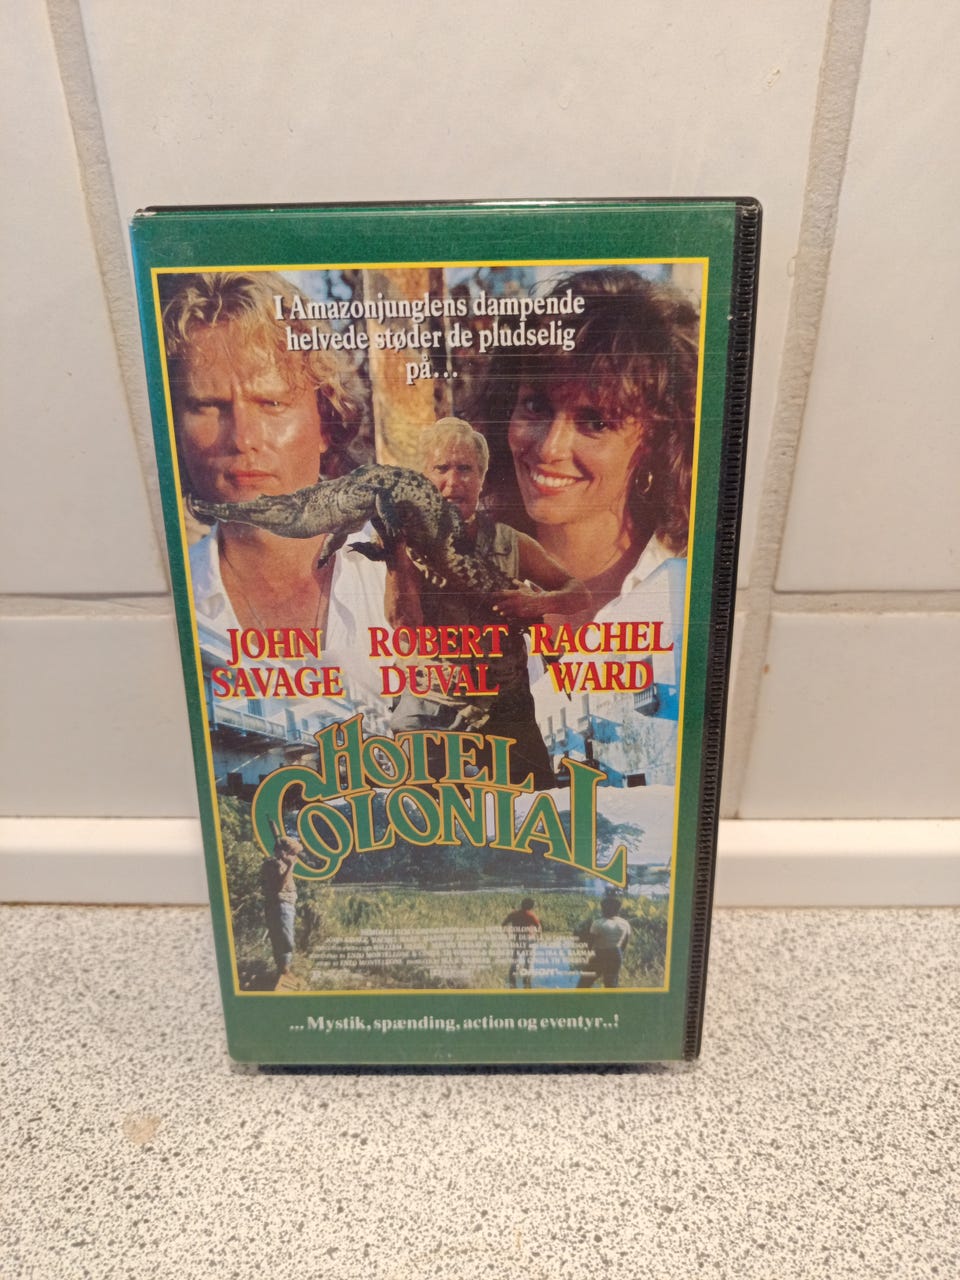 I Amazonjunglens dampende
helvede støder de pludselig
på...
JOHN SAVAGE
ROBERT DUVAL
RACHEL WARD
HOTEL
COLONIAL
ORION
...Mystik, spænding, action og eventyr..!